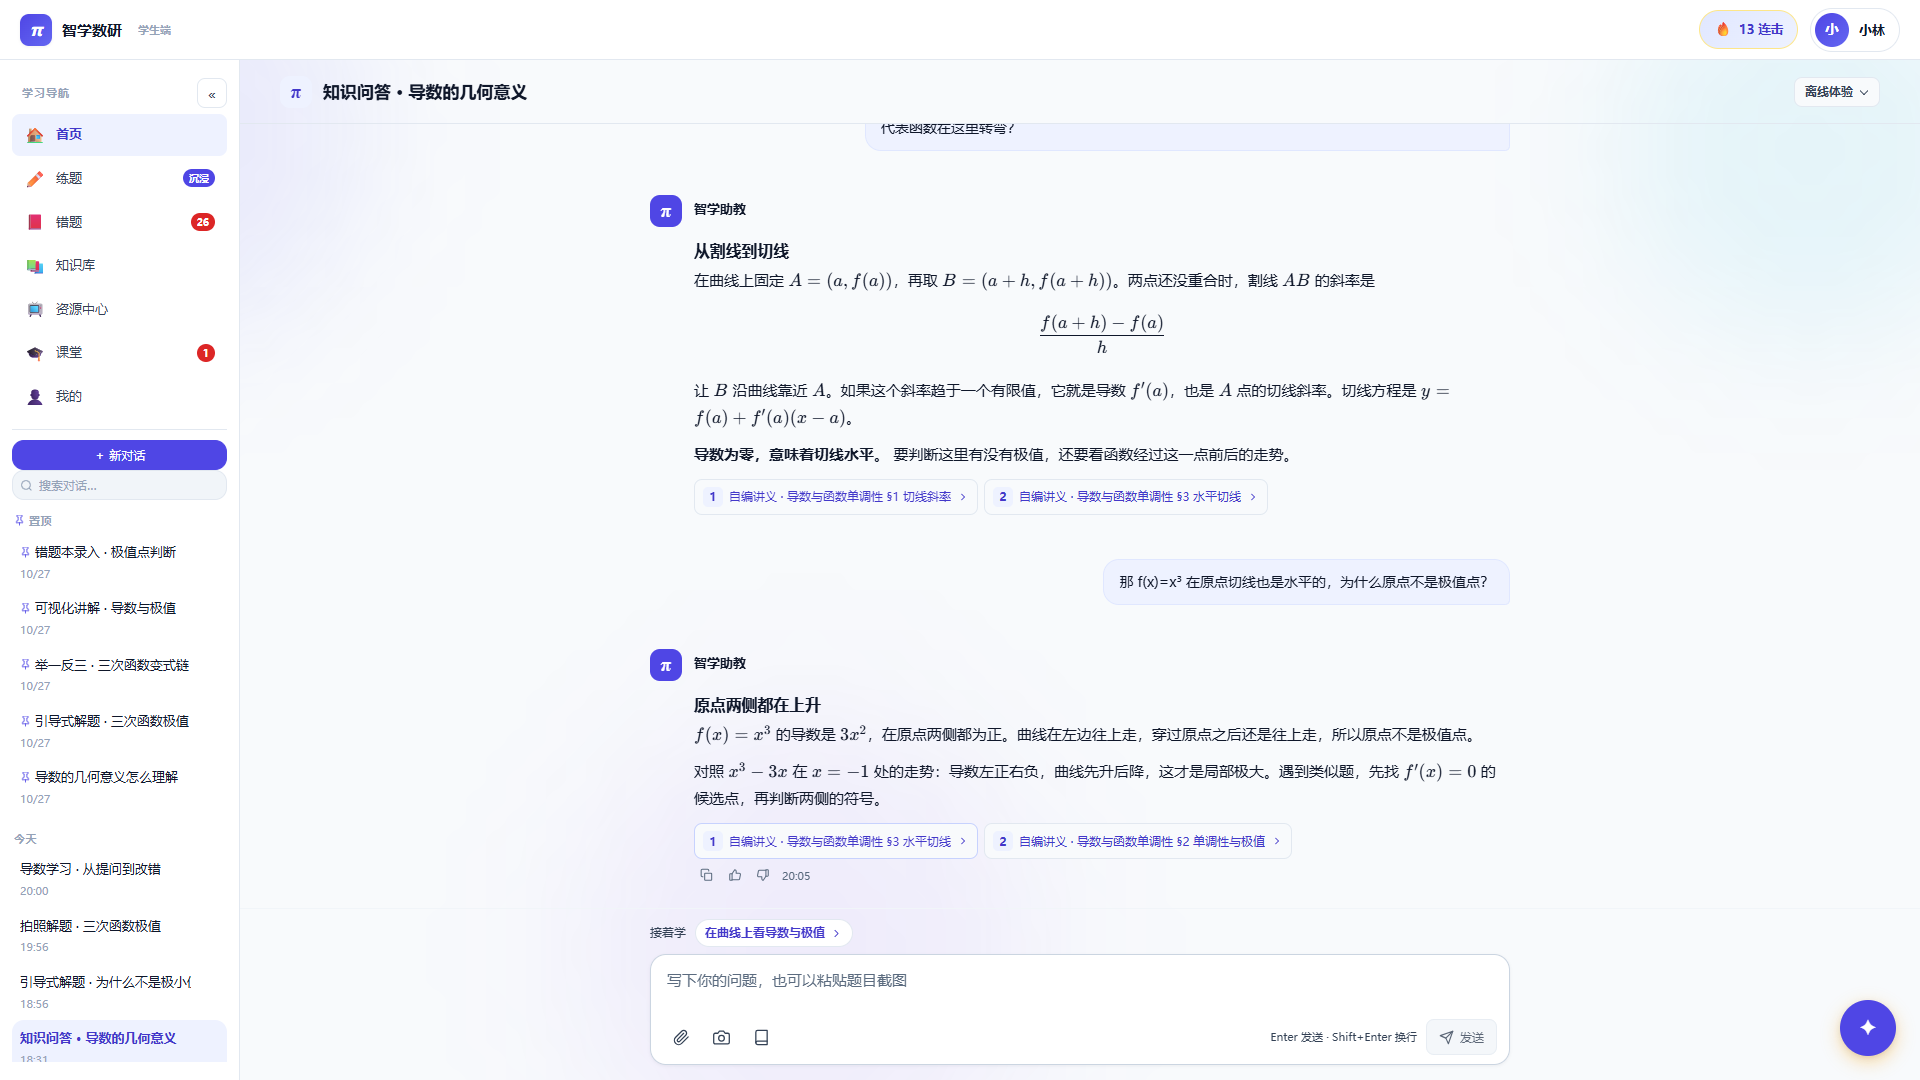 π 智学数研 学生端
13 连击
小 小林
学习导航 «
首页
练题 沉浸
错题 26
知识库
资源中心
课堂 1
我的
+ 新对话
搜索对话...
置顶
错题本录入 · 极值点判断
10/27
可视化讲解 · 导数与极值
10/27
举一反三 · 三次函数变式链
10/27
引导式解题 · 三次函数极值
10/27
导数的几何意义怎么理解
10/27
今天
导数学习 · 从提问到改错
20:00
拍照解题 · 三次函数极值
19:56
引导式解题 · 为什么不是极小
18:56
知识问答 • 导数的几何意义
18:31
π 知识问答 • 导数的几何意义
离线体验
代表函数在这里转弯？
π 智学助教
从割线到切线
在曲线上固定 A = (a, f(a))，再取 B = (a + h, f(a + h))。两点还没重合时，割线 AB 的斜率是
f(a + h) − f(a)
h
让 B 沿曲线靠近 A。如果这个斜率趋于一个有限值，它就是导数 f′(a)，也是 A 点的切线斜率。切线方程是 y =
f(a) + f′(a)(x − a)。
导数为零，意味着切线水平。 要判断这里有没有极值，还要看函数经过这一点前后的走势。
1 自编讲义 · 导数与函数单调性 §1 切线斜率 ›
2 自编讲义 · 导数与函数单调性 §3 水平切线 ›
那 f(x)=x³ 在原点切线也是水平的，为什么原点不是极值点？
π 智学助教
原点两侧都在上升
f(x) = x³ 的导数是 3x²，在原点两侧都为正。曲线在左边往上走，穿过原点之后还是往上走，所以原点不是极值点。
对照 x³ − 3x 在 x = −1 处的走势：导数左正右负，曲线先升后降，这才是局部极大。遇到类似题，先找 f′(x) = 0 的
候选点，再判断两侧的符号。
1 自编讲义 · 导数与函数单调性 §3 水平切线 ›
2 自编讲义 · 导数与函数单调性 §2 单调性与极值 ›
20:05
接着学 在曲线上看导数与极值 ›
写下你的问题，也可以粘贴题目截图
Enter 发送 · Shift+Enter 换行
发送